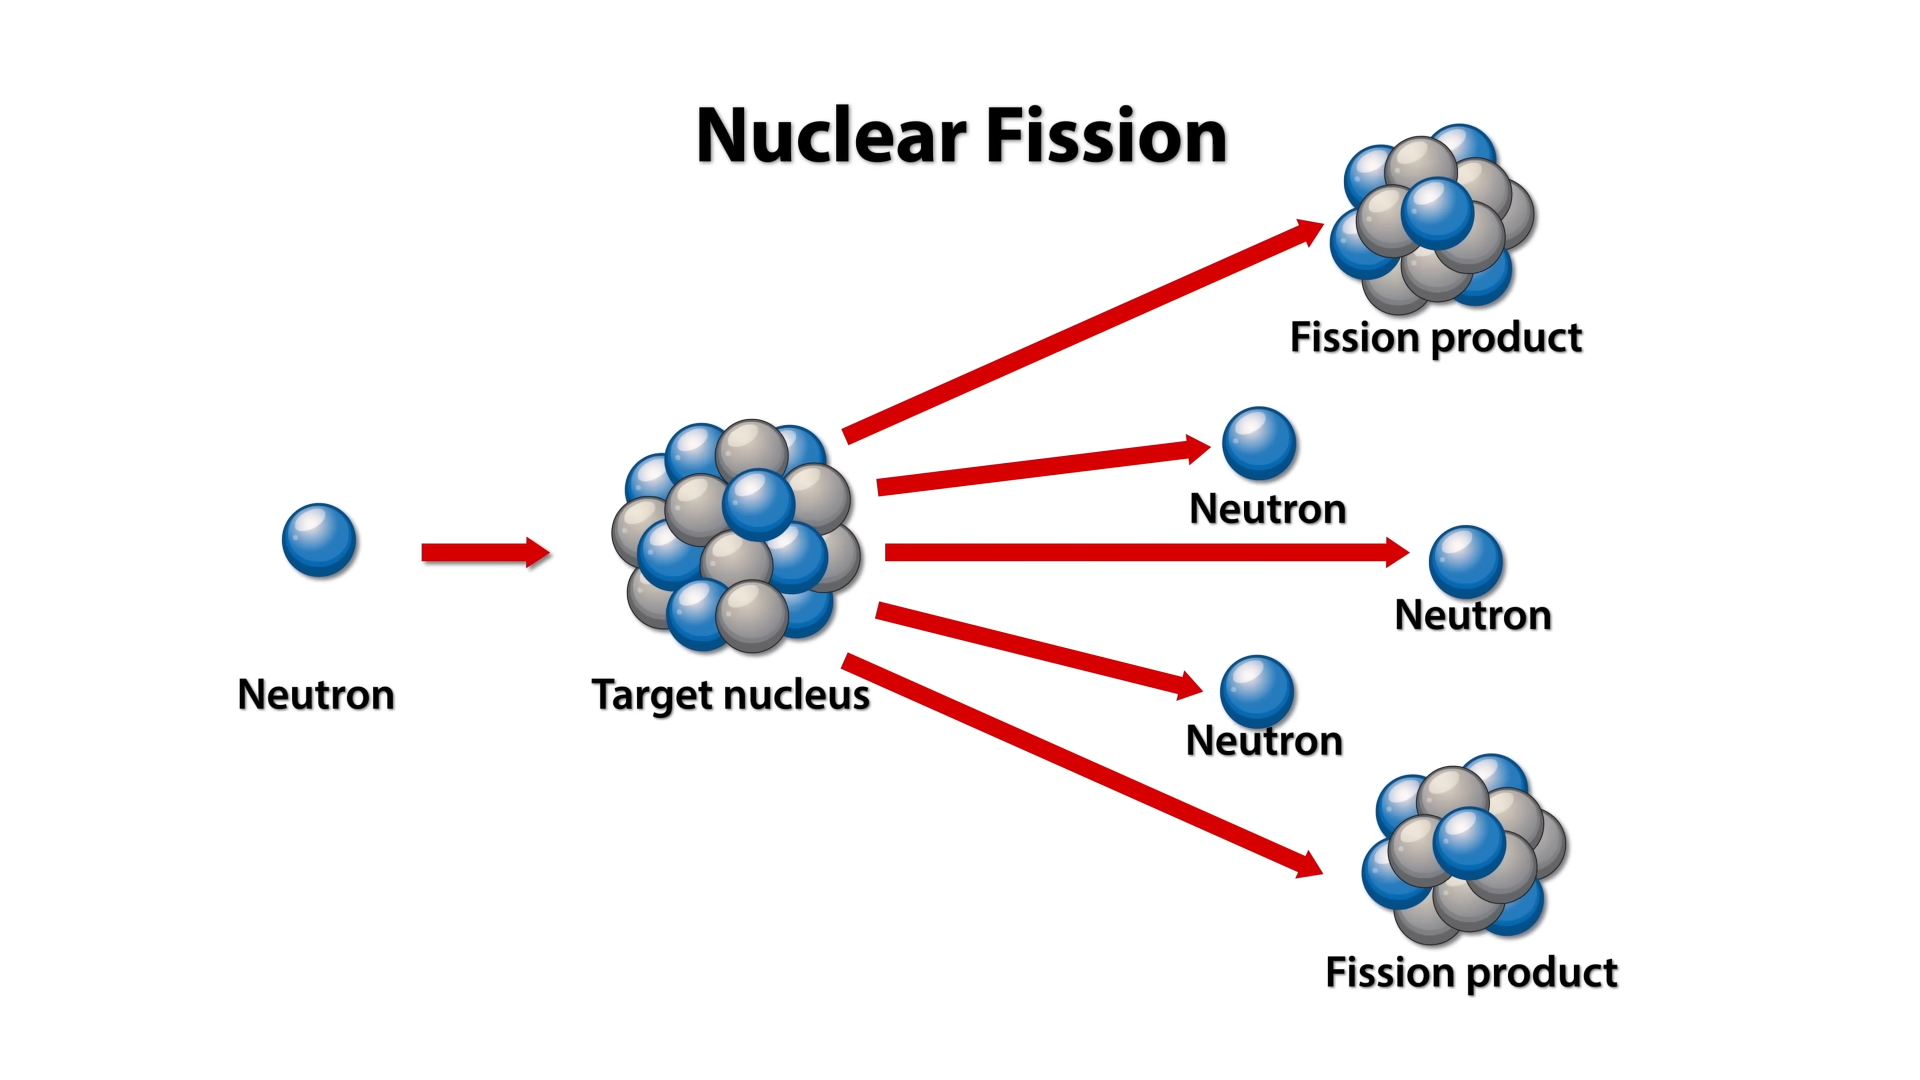 Nuclear Fission
Fission product
Neutron
Neutron
Neutron
Target nucleus
Neutron
Fission product